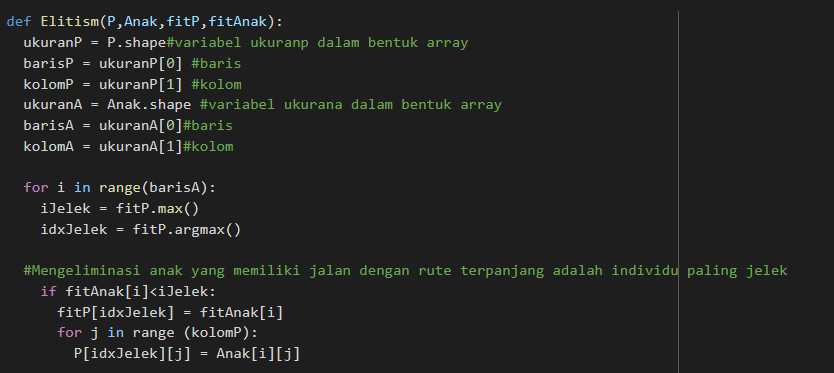 def Elitism(P,Anak,fitP,fitAnak):
  ukuranP = P.shape#variabel ukuranp dalam bentuk array
  barisP = ukuranP[0] #baris
  kolomP = ukuranP[1] #kolom
  ukuranA = Anak.shape #variabel ukurana dalam bentuk array
  barisA = ukuranA[0]#baris
  kolomA = ukuranA[1]#kolom
  for i in range(barisA):
    iJelek = fitP.max()
    idxJelek = fitP.argmax()
  #Mengeliminasi anak yang memiliki jalan dengan rute terpanjang adalah individu paling jelek
    if fitAnak[i]<iJelek:
      fitP[idxJelek] = fitAnak[i]
      for j in range (kolomP):
        P[idxJelek][j] = Anak[i][j]